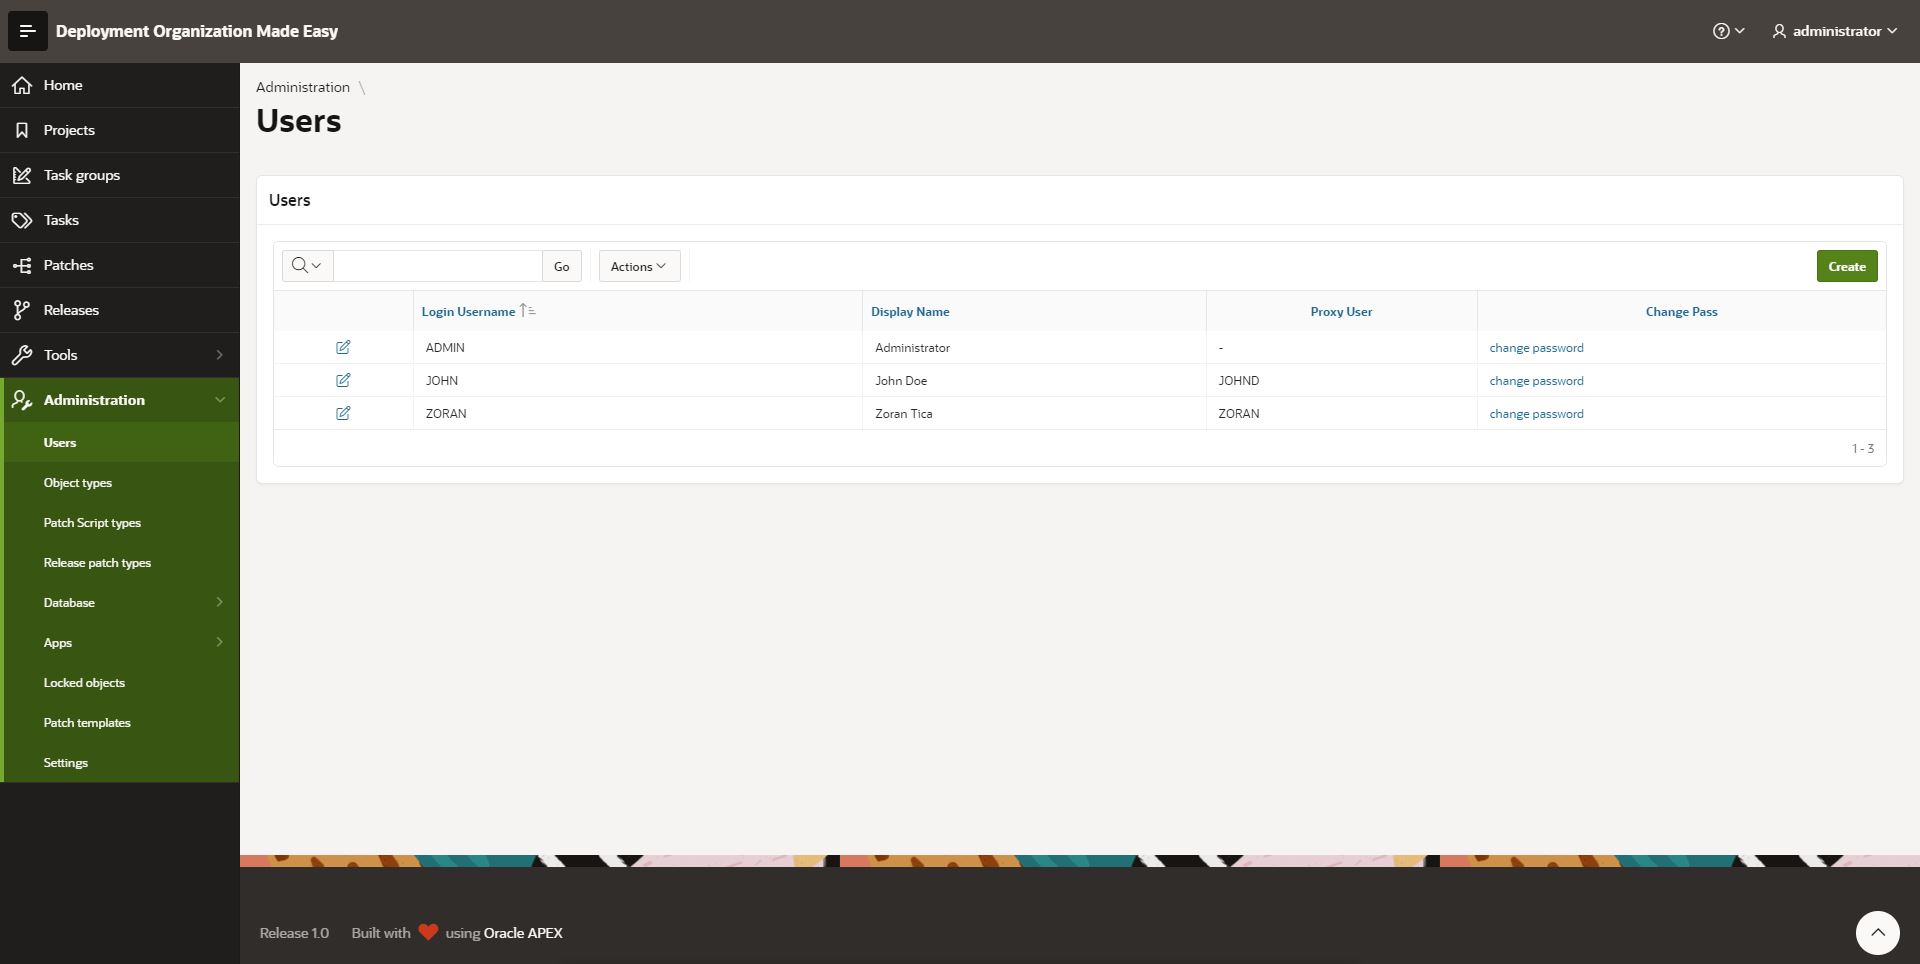 Deployment Organization Made Easy
administrator
Home
Projects
Task groups
Tasks
Patches
Releases
Tools
Administration
Users
Object types
Patch Script types
Release patch types
Database
Apps
Locked objects
Patch templates
Settings
Administration \
Users
Users
Go
Actions
Create
Login Username Display Name Proxy User Change Pass
ADMIN Administrator - change password
JOHN John Doe JOHND change password
ZORAN Zoran Tica ZORAN change password
1 - 3
Release 1.0 Built with using Oracle APEX